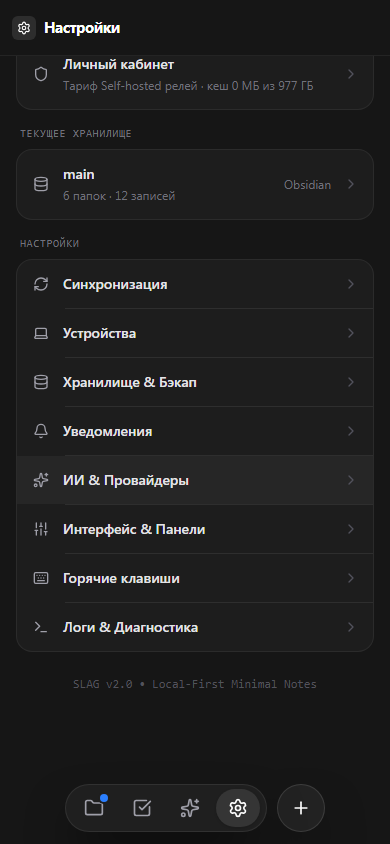 Настройки
Личный кабинет
Тариф Self-hosted релей · кеш 0 МБ из 977 ГБ
ТЕКУЩЕЕ ХРАНИЛИЩЕ
main
6 папок · 12 записей
Obsidian
НАСТРОЙКИ
Синхронизация
Устройства
Хранилище & Бэкап
Уведомления
ИИ & Провайдеры
Интерфейс & Панели
Горячие клавиши
Логи & Диагностика
SLAG v2.0 • Local-First Minimal Notes